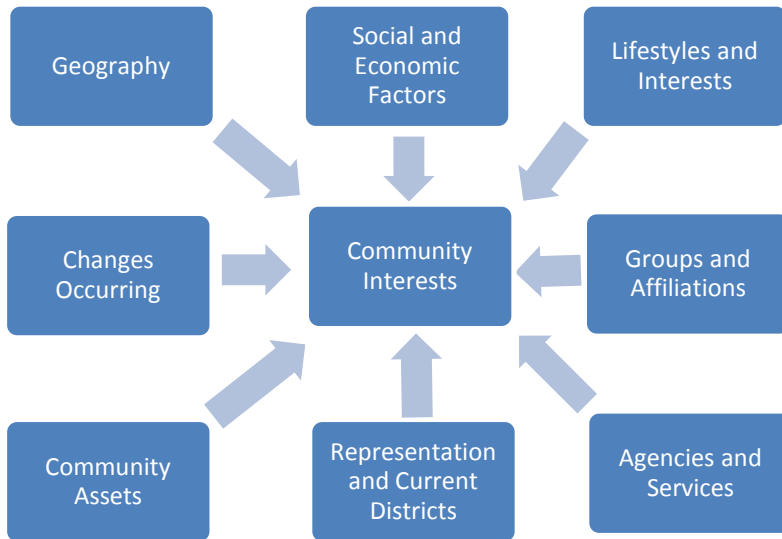 Geography
Social and
Economic
Factors
Lifestyles and
Interests
Changes
Occurring
Community
Interests
Groups and
Affiliations
Community
Assets
Representation
and Current
Districts
Agencies and
Services